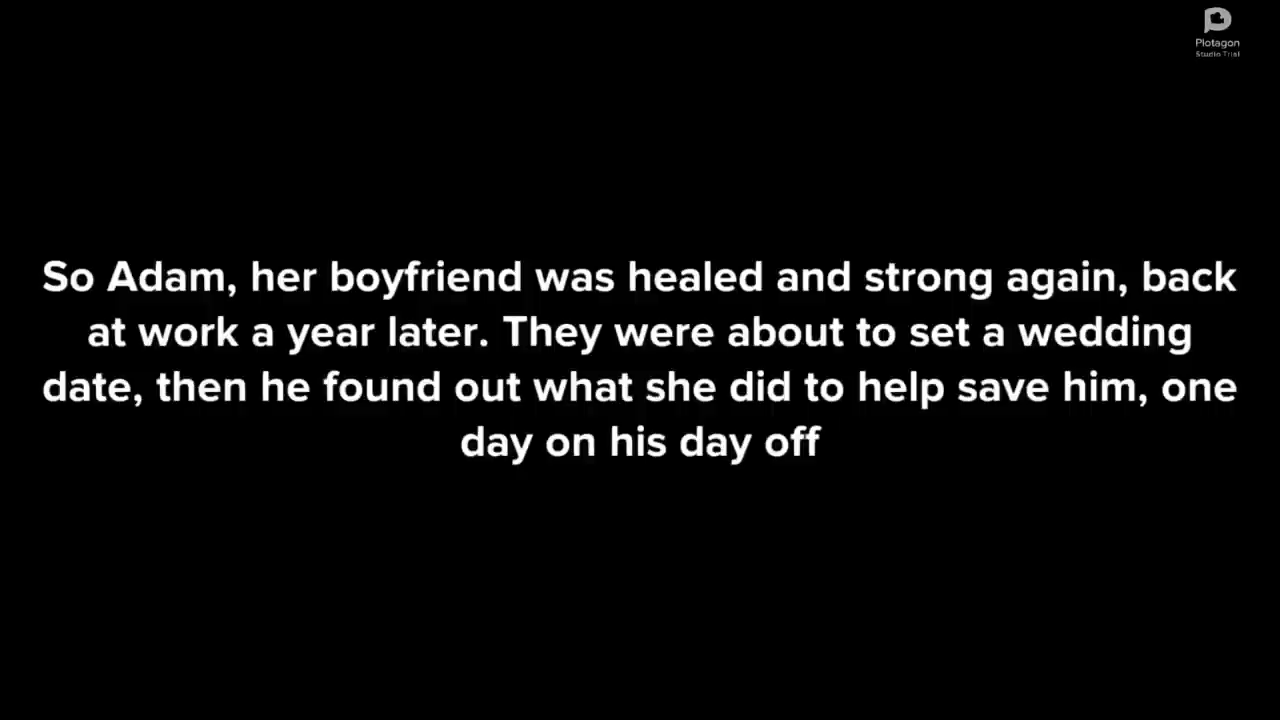 Plotagon
Studio Trial
So Adam, her boyfriend was healed and strong again, back
at work a year later. They were about to set a wedding
date, then he found out what she did to help save him, one
day on his day off